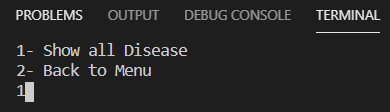 PROBLEMS OUTPUT DEBUG CONSOLE TERMINAL
1- Show all Disease
2- Back to Menu
1